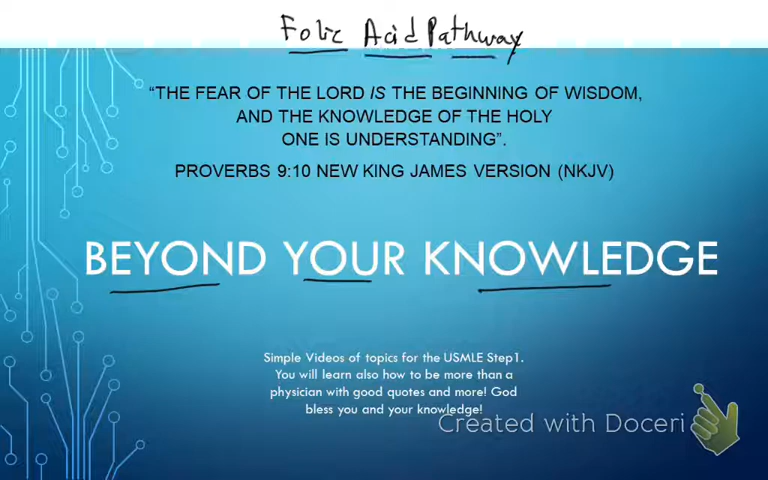 Folic Acid Pathway
“THE FEAR OF THE LORD IS THE BEGINNING OF WISDOM,
AND THE KNOWLEDGE OF THE HOLY
ONE IS UNDERSTANDING”.
PROVERBS 9:10 NEW KING JAMES VERSION (NKJV)
BEYOND YOUR KNOWLEDGE
Simple Videos of topics for the USMLE Step1.
You will learn also how to be more than a
physician with good quotes and more! God
bless you and your knowledge!
Created with Doceri